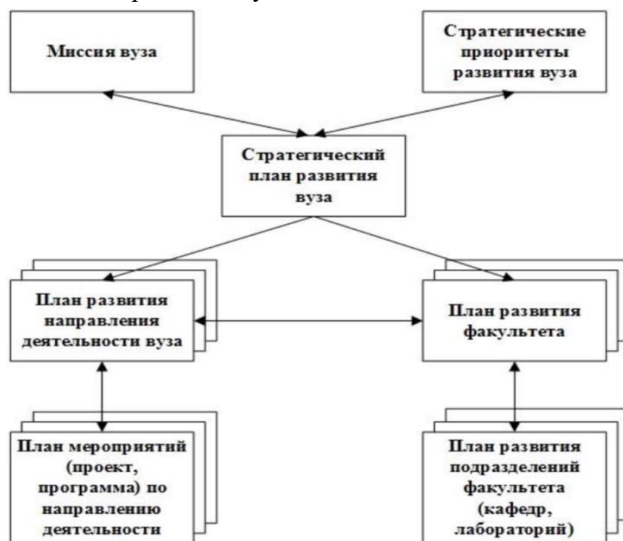 Миссия вуза
Стратегические
приоритеты
развития вуза
Стратегический
план развития
вуза
План развития
направления
деятельности вуза
План развития
факультета
План мероприятий
(проект,
программа) по
направлению
деятельности
План развития
подразделений
факультета
(кафедр,
лабораторий)